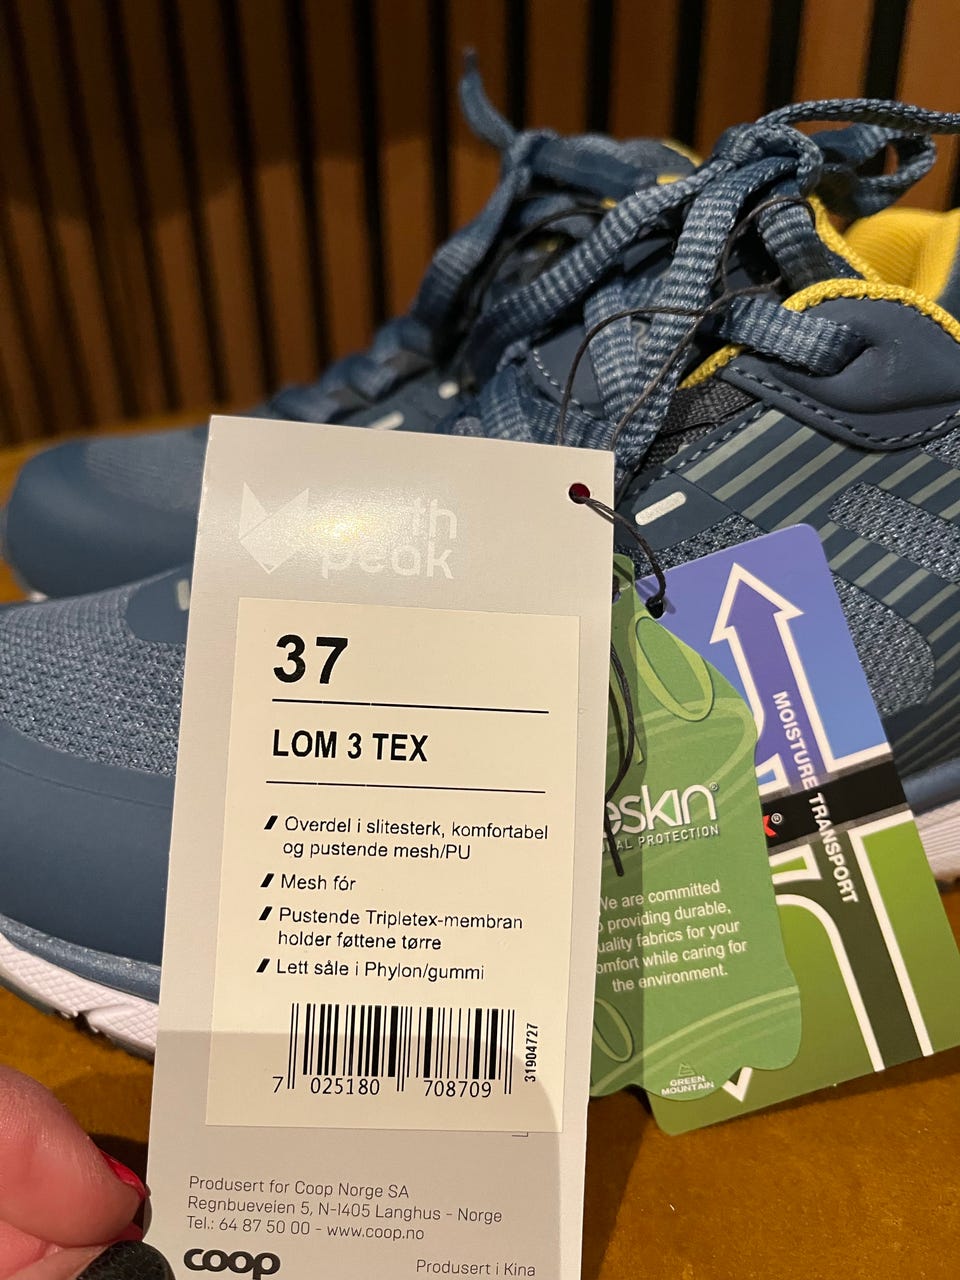 peak
37
LOM 3 TEX
Overdel i slitesterk, komfortabel
og pustende mesh/PU
Mesh fór
Pustende Tripletex-membran
holder føttene tørre
Lett såle i Phylon/gummi
7 025180 708709
31904727
Produsert for Coop Norge SA
Regnbueveien 5, N-1405 Langhus - Norge
Tel.: 64 87 50 00 - www.coop.no
coop
Produsert i Kina
PROTECTION
We are committed
providing durable,
fabrics for your
while caring for
the environment.
GREEN
MOUNTAIN
MOISTURE TRANSPORT